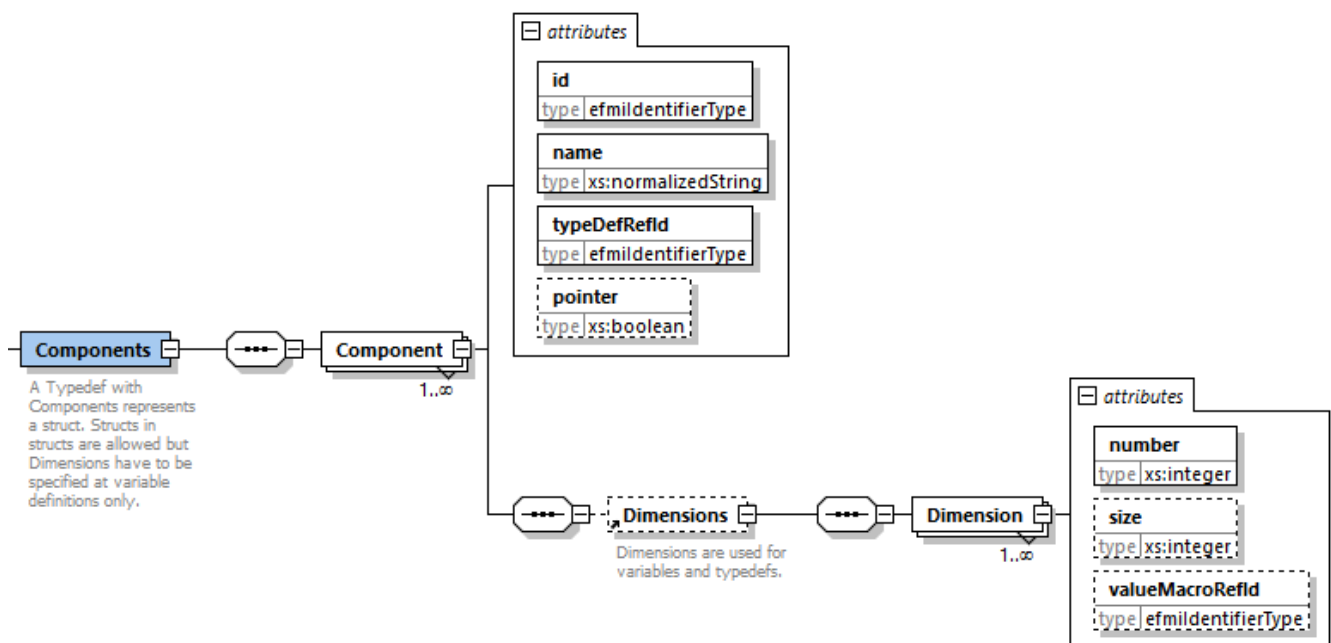 attributes
id
type efmiIdentifierType
name
type xs:normalizedString
typeDefRefId
type efmiIdentifierType
pointer
type xs:boolean
Components
Component
1..∞
A Typedef with
Components represents
a struct. Structs in
structs are allowed but
Dimensions have to be
specified at variable
definitions only.
attributes
number
type xs:integer
size
type xs:integer
valueMacroRefId
type efmiIdentifierType
Dimensions
Dimension
1..∞
Dimensions are used for
variables and typedefs.